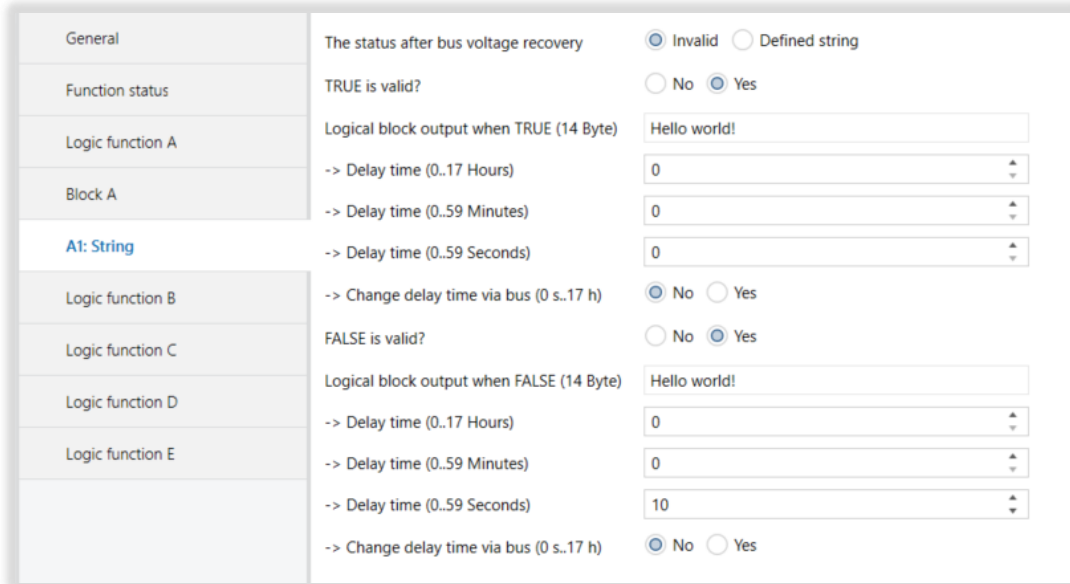 General
Function status
Logic function A
Block A
A1: String
Logic function B
Logic function C
Logic function D
Logic function E
The status after bus voltage recovery Invalid Defined string
TRUE is valid? No Yes
Logical block output when TRUE (14 Byte) Hello world!
-> Delay time (0..17 Hours) 0
-> Delay time (0..59 Minutes) 0
-> Delay time (0..59 Seconds) 0
-> Change delay time via bus (0 s..17 h) No Yes
FALSE is valid? No Yes
Logical block output when FALSE (14 Byte) Hello world!
-> Delay time (0..17 Hours) 0
-> Delay time (0..59 Minutes) 0
-> Delay time (0..59 Seconds) 10
-> Change delay time via bus (0 s..17 h) No Yes